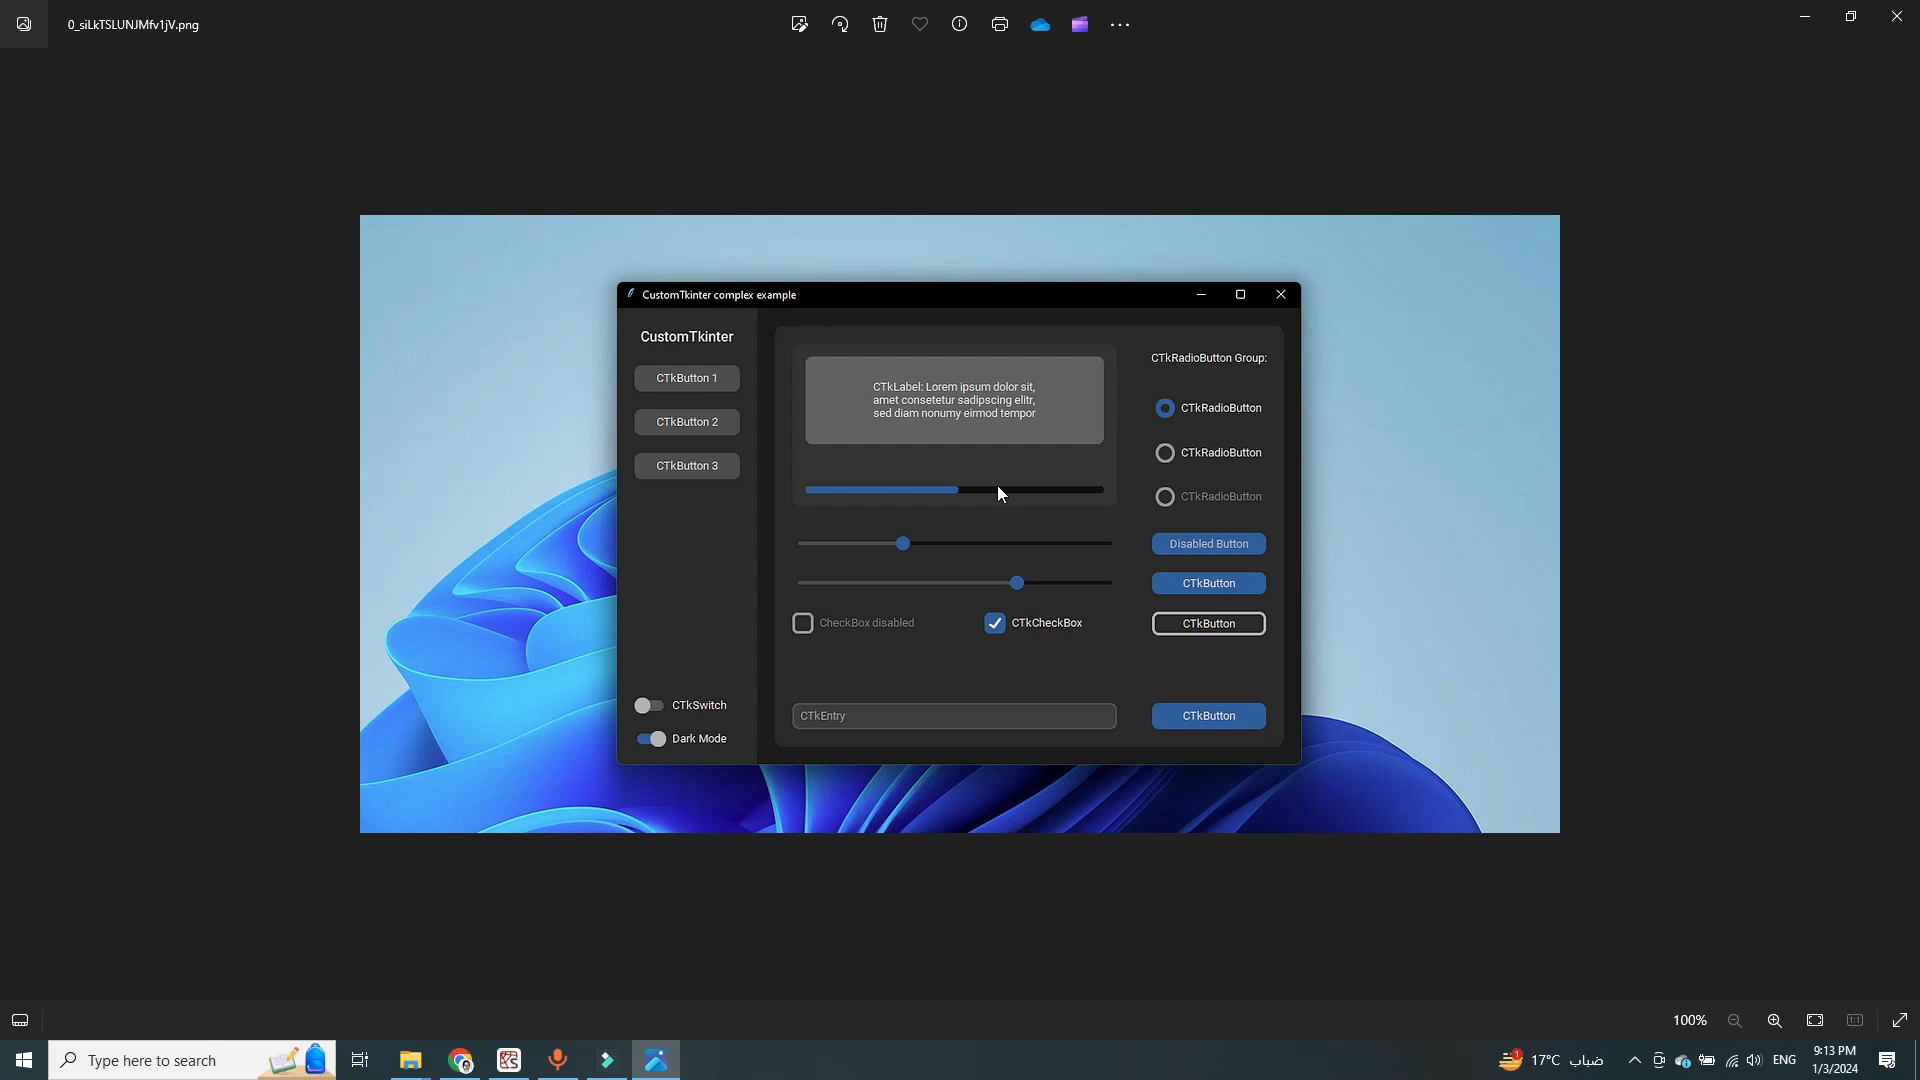 0_siLkTSLUNJMfv1jV.png
CustomTkinter complex example
CustomTkinter
CTkButton 1
CTkButton 2
CTkButton 3
CTkSwitch
Dark Mode
CTkLabel: Lorem ipsum dolor sit,
amet consetetur sadipscing elitr,
sed diam nonumy eirmod tempor
CheckBox disabled
CTkCheckBox
CTkEntry
CTkRadioButton Group:
CTkRadioButton
CTkRadioButton
CTkRadioButton
Disabled Button
CTkButton
CTkButton
CTkButton
100%
1:1
Type here to search
1
17°C ضباب
ENG
9:13 PM
1/3/2024